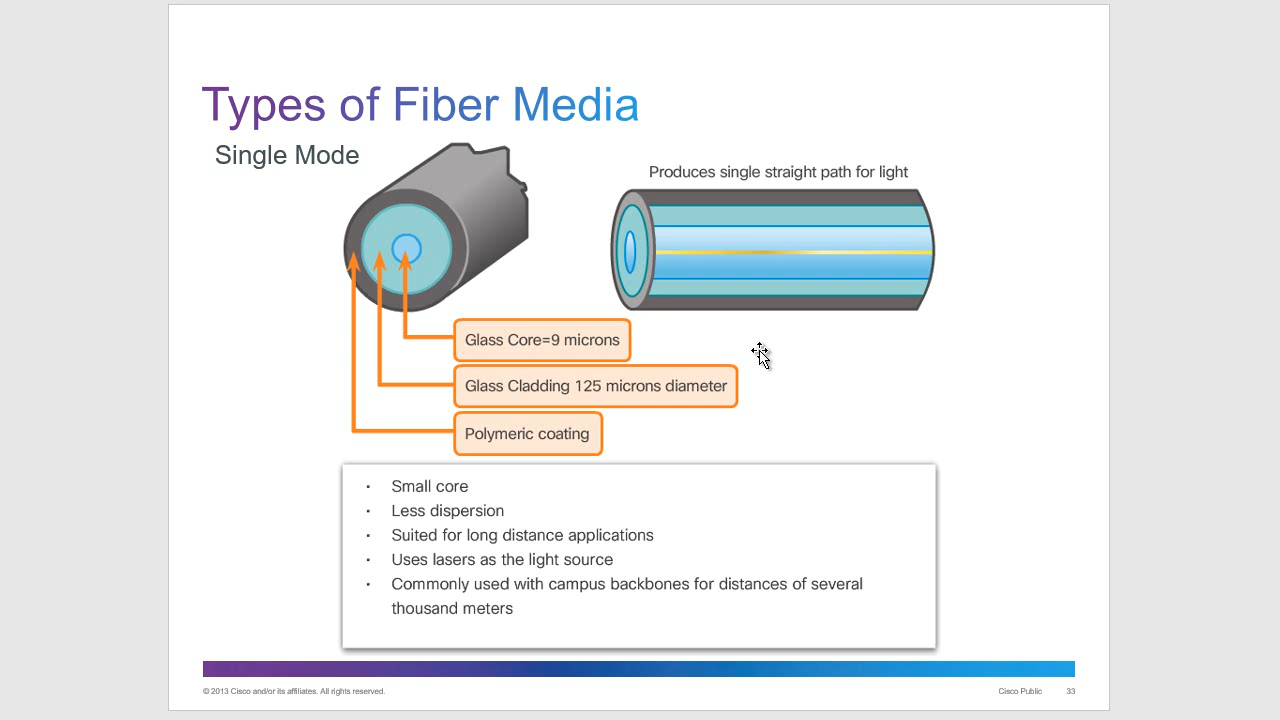 Types of Fiber Media
Single Mode
Produces single straight path for light
Glass Core=9 microns
Glass Cladding 125 microns diameter
Polymeric coating
▪ Small core
▪ Less dispersion
▪ Suited for long distance applications
▪ Uses lasers as the light source
▪ Commonly used with campus backbones for distances of several
thousand meters
© 2013 Cisco and/or its affiliates. All rights reserved.
Cisco Public
33